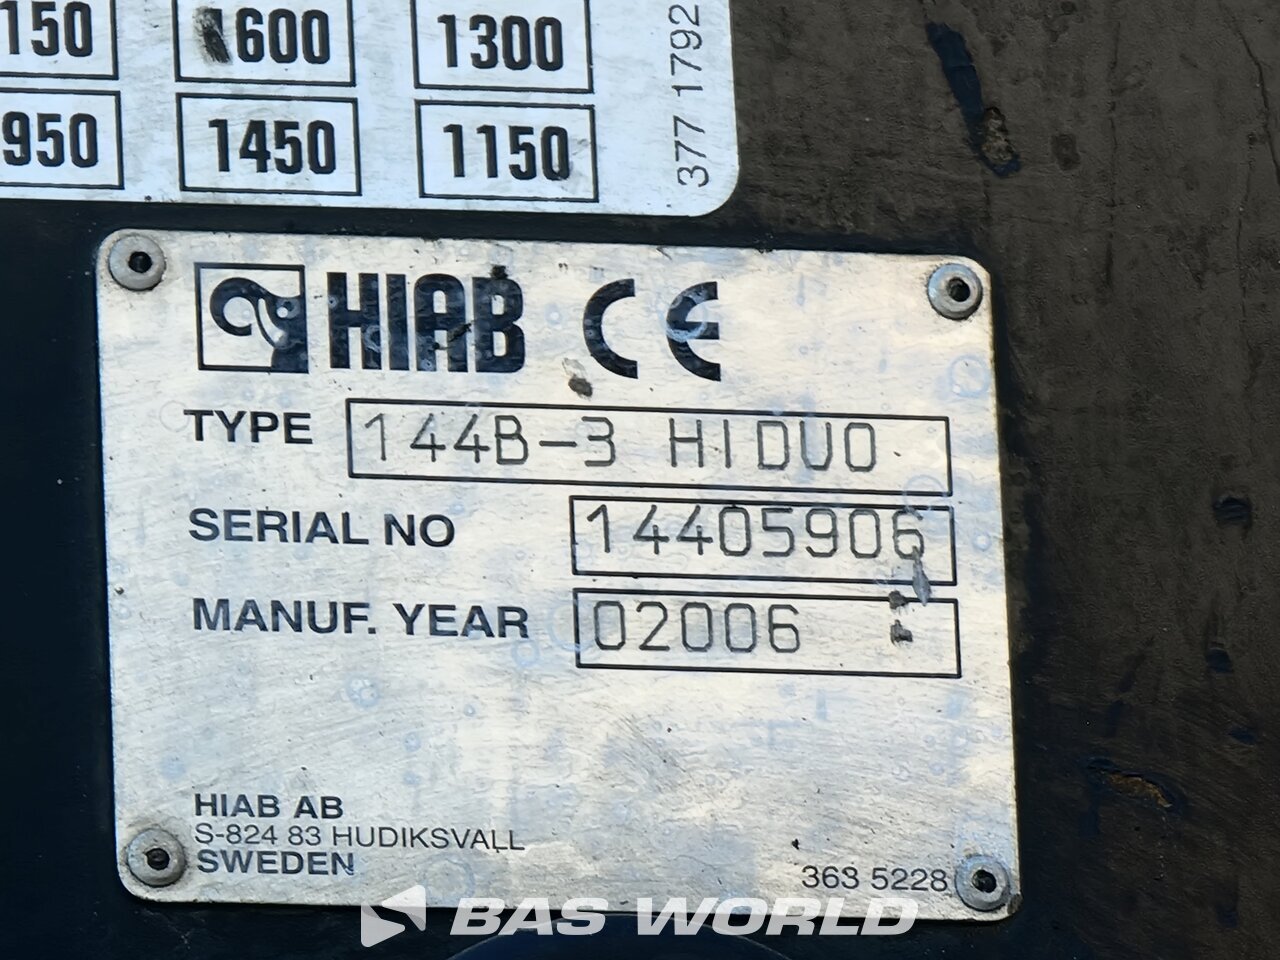 150 1600 1300
950 1450 1150
377 1792
HIAB CE
TYPE 144B-3 HIDUO
SERIAL NO 14405906
MANUF. YEAR 02006
HIAB AB
S-824 83 HUDIKSVALL
SWEDEN
363 5228
BAS WORLD